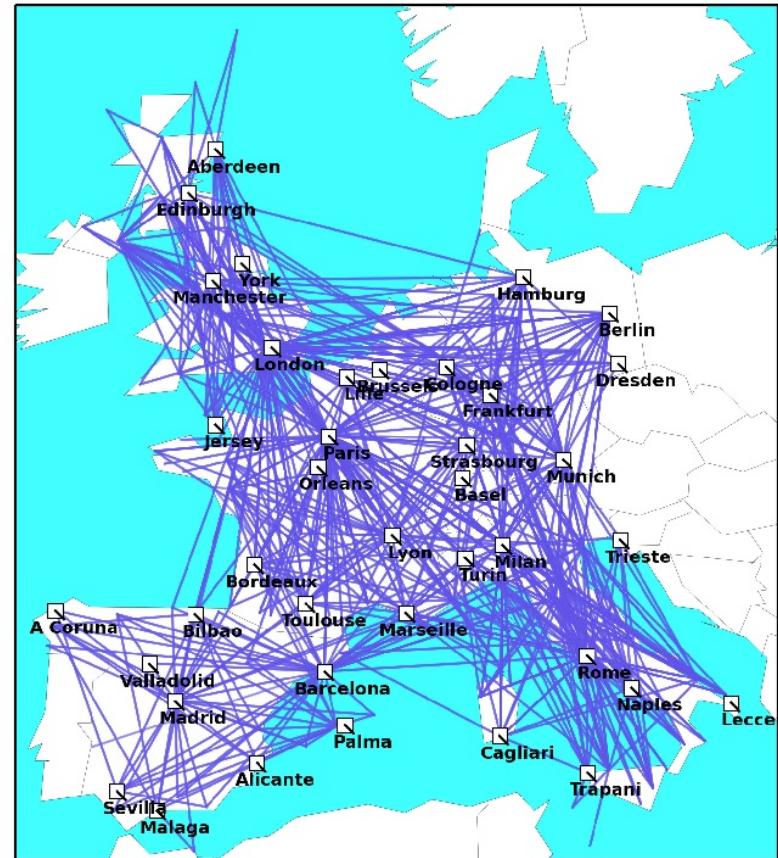 Aberdeen
Edinburgh
York
Manchester
Hamburg
Berlin
London
Dresden
Lille
Brussels
Cologne
Frankfurt
Jersey
Paris
Strasbourg
Munich
Orleans
Basel
Lyon
Milan
Trieste
Turin
Bordeaux
Toulouse
Marseille
A Coruna
Bilbao
Valladolid
Barcelona
Rome
Madrid
Naples
Lecce
Palma
Cagliari
Alicante
Trapani
Sevilla
Malaga